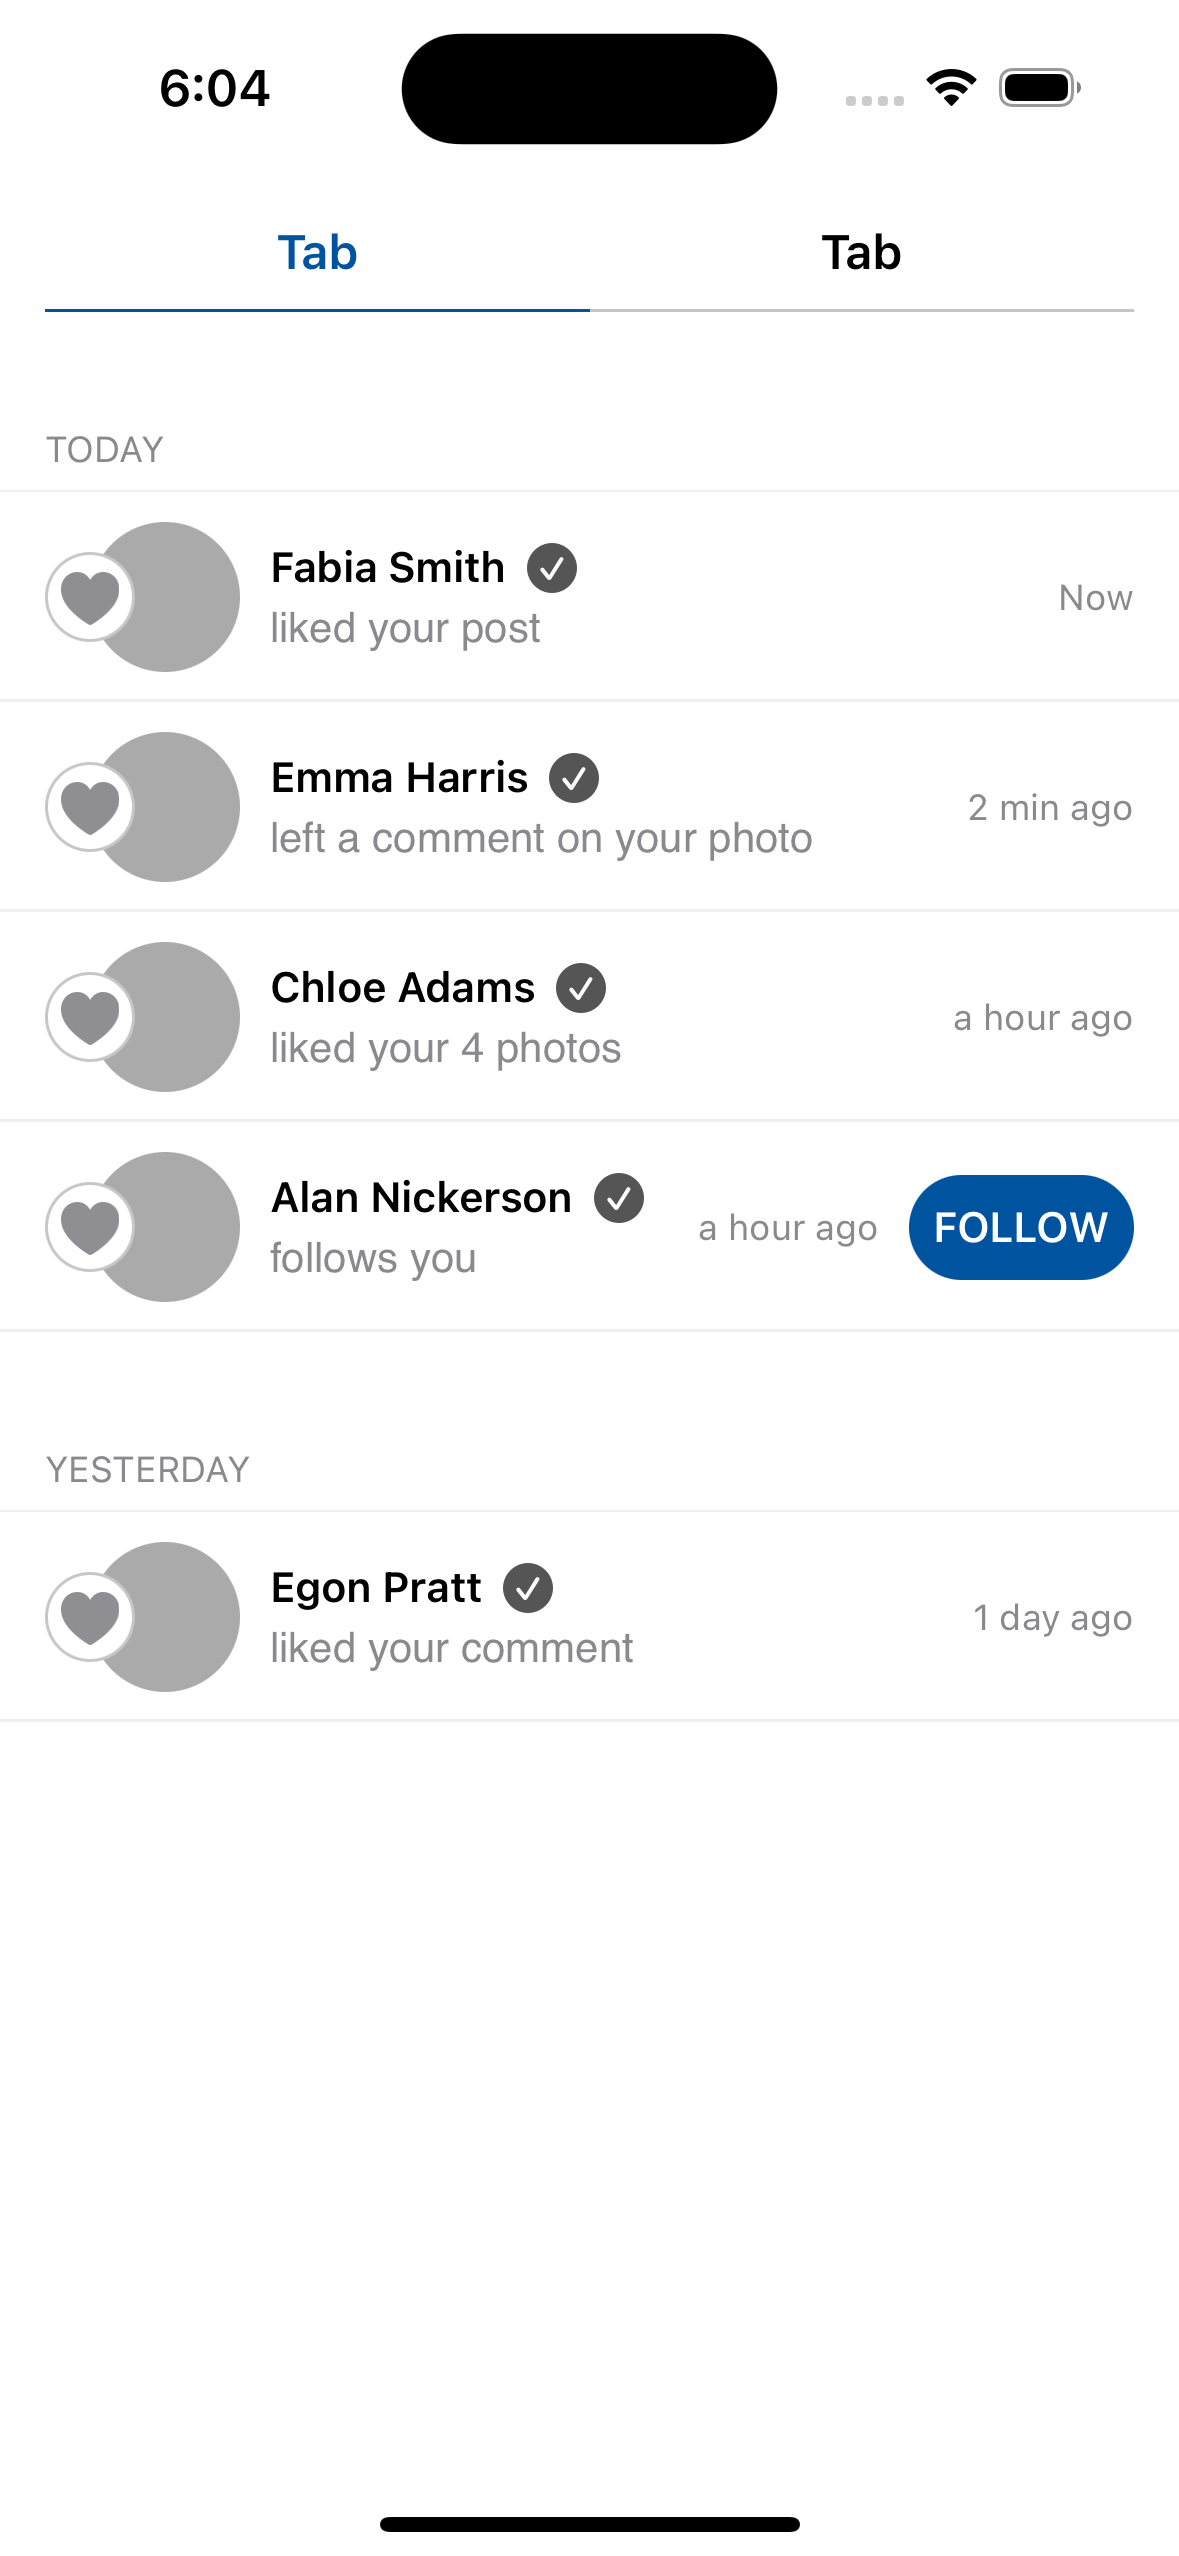 6:04
Tab Tab
TODAY
Fabia Smith
liked your post
Now
Emma Harris
left a comment on your photo
2 min ago
Chloe Adams
liked your 4 photos
a hour ago
Alan Nickerson
follows you
a hour ago
FOLLOW
YESTERDAY
Egon Pratt
liked your comment
1 day ago